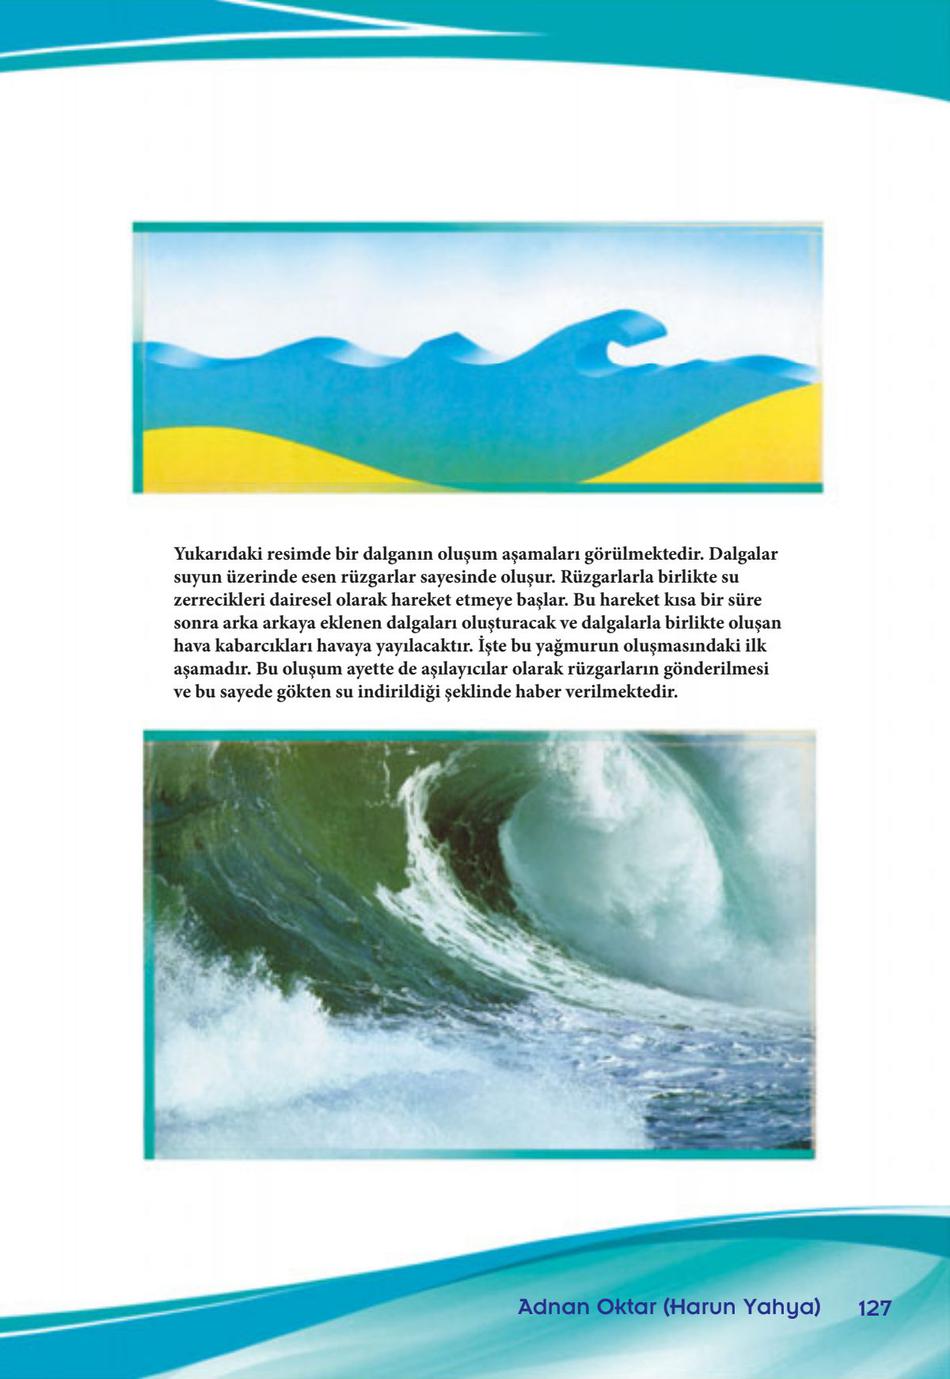 Yukarıdaki resimde bir dalganın oluşum aşamaları görülmektedir. Dalgalar
suyun üzerinde esen rüzgarlar sayesinde oluşur. Rüzgarlarla birlikte su
zerrecikleri dairesel olarak hareket etmeye başlar. Bu hareket kısa bir süre
sonra arka arkaya eklenen dalgaları oluşturacak ve dalgalarla birlikte oluşan
hava kabarcıkları havaya yayılacaktır. İşte bu yağmurun oluşmasındaki ilk
aşamadır. Bu oluşum ayette de aşılayıcılar olarak rüzgarların gönderilmesi
ve bu sayede gökten su indirildiği şeklinde haber verilmektedir.
Adnan Oktar (Harun Yahya) 127